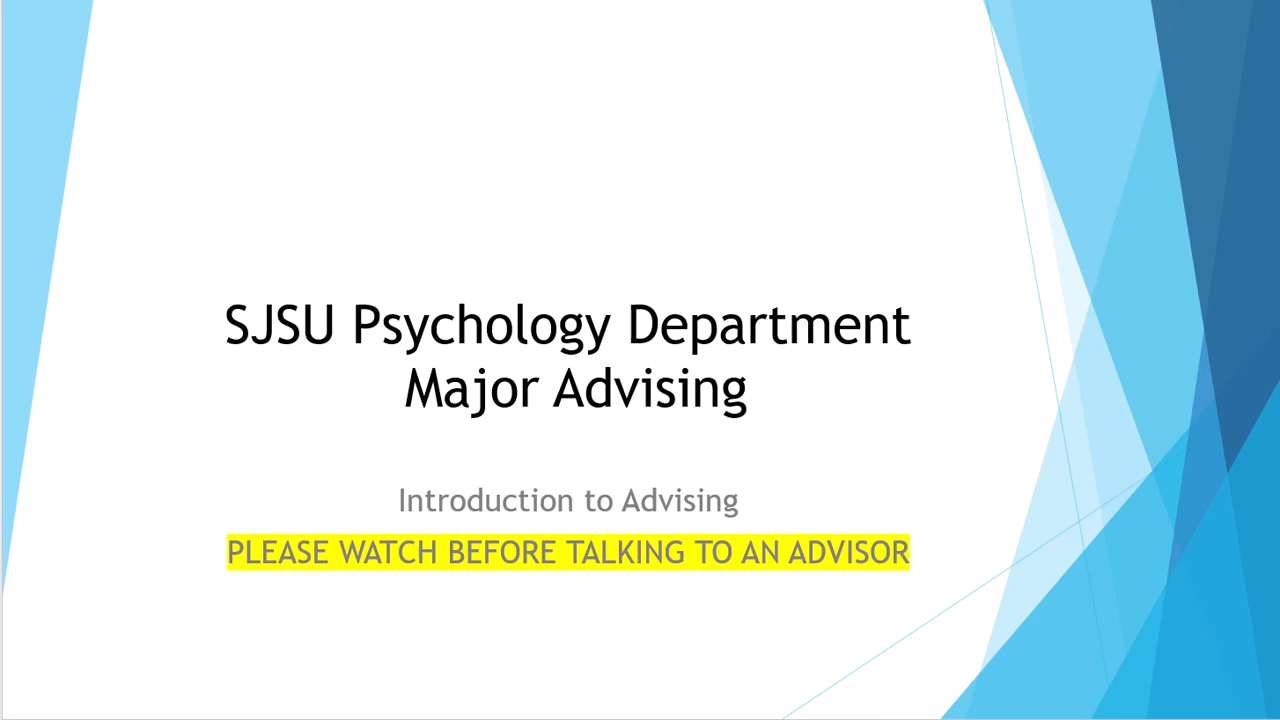 SJSU Psychology Department
Major Advising
Introduction to Advising
PLEASE WATCH BEFORE TALKING TO AN ADVISOR